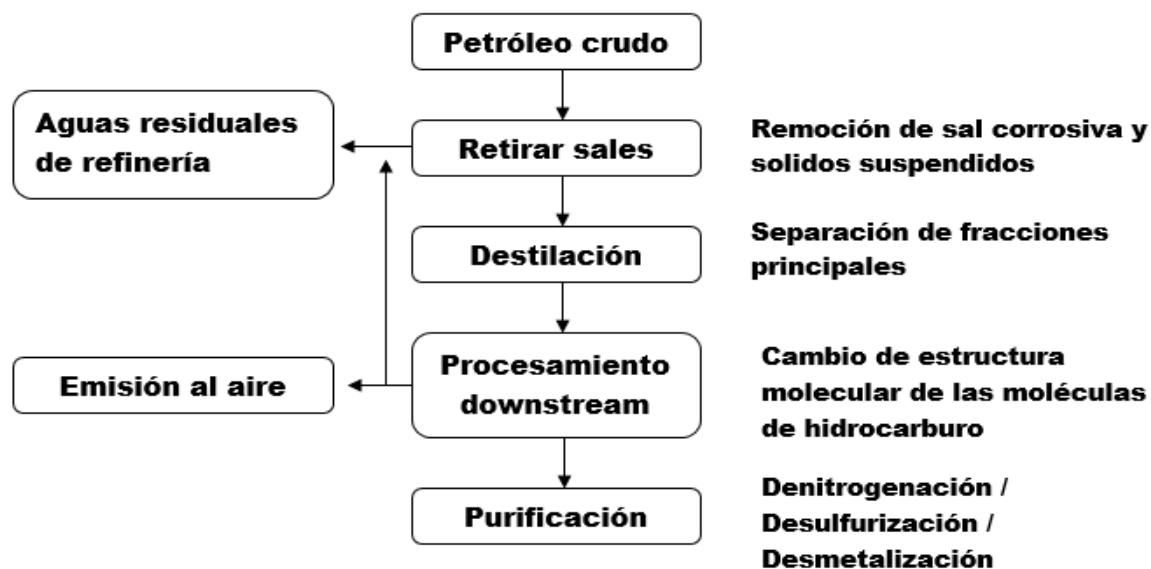 Petróleo crudo
Aguas residuales
de refinería
Retirar sales
Remoción de sal corrosiva y
solidos suspendidos
Destilación
Separación de fracciones
principales
Emisión al aire
Procesamiento
downstream
Cambio de estructura
molecular de las moléculas
de hidrocarburo
Purificación
Denitrogenación /
Desulfurización /
Desmetalización